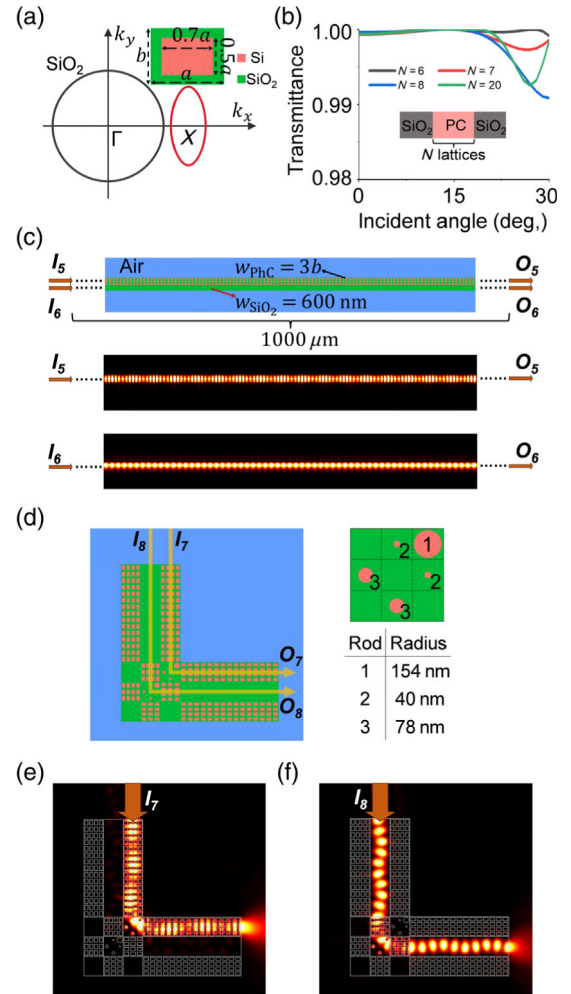 (a)
k_y
SiO₂
b
0.7a
0.5a
a
Si
SiO₂
k_x
Γ
X
(b)
Transmittance
1.00
0.99
0.98
N = 6
N = 7
N = 8
N = 20
SiO₂ PC SiO₂
N lattices
0 15 30
Incident angle (deg,)
(c)
I₅ Air w_PhC = 3b O₅
I₆ w_SiO₂ = 600 nm O₆
1000 μm
I₅ O₅
I₆ O₆
(d)
I₈ I₇
O₇
O₈
1
2
3
2
3
Rod Radius
1 154 nm
2 40 nm
3 78 nm
(e)
I₇
(f)
I₈